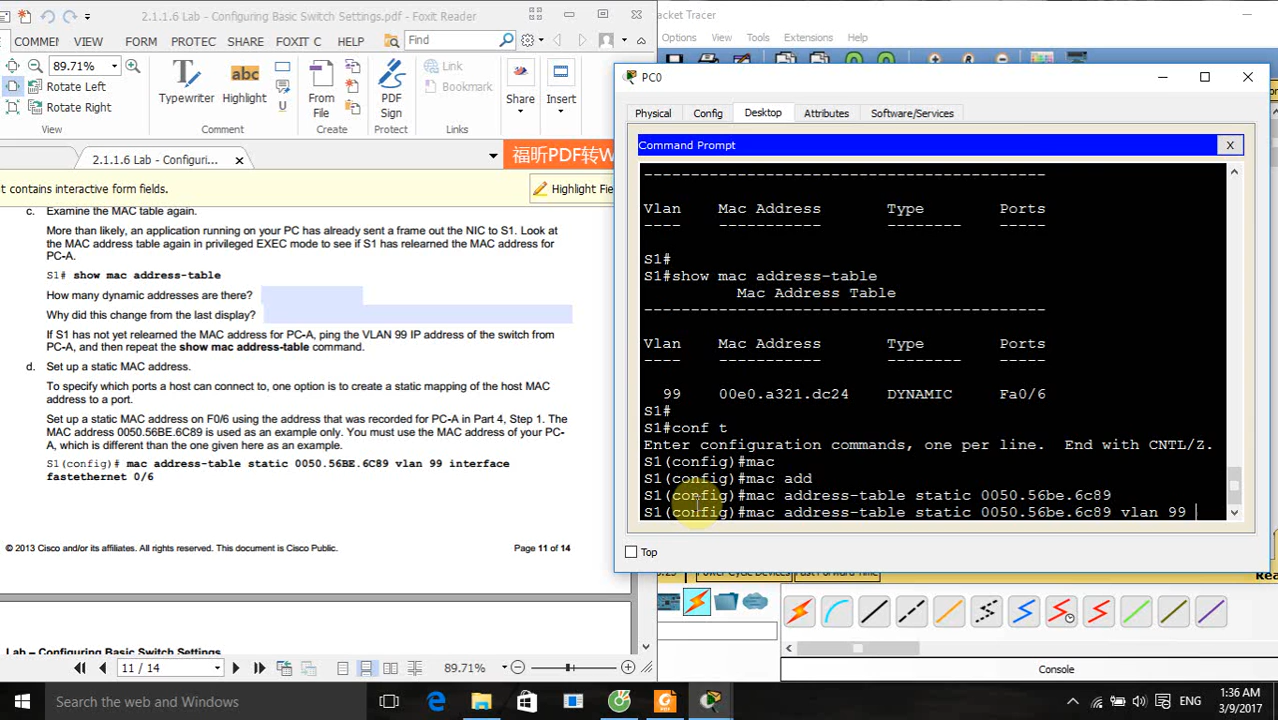 2.1.1.6 Lab - Configuring Basic Switch Settings.pdf - Foxit Reader
COMMEN VIEW FORM PROTEC SHARE FOXIT C HELP Find
89.71%
Rotate Left
Rotate Right
View
Typewriter Highlight
Comment
From File
Create
PDF Sign
Protect
Link
Bookmark
Links
Share Insert
2.1.1.6 Lab - Configuri...
福昕PDF转W
t contains interactive form fields.
Highlight Fie
c. Examine the MAC table again.
More than likely, an application running on your PC has already sent a frame out the NIC to S1. Look at
the MAC address table again in privileged EXEC mode to see if S1 has relearned the MAC address for
PC-A.
S1# show mac address-table
How many dynamic addresses are there?
Why did this change from the last display?
If S1 has not yet relearned the MAC address for PC-A, ping the VLAN 99 IP address of the switch from
PC-A, and then repeat the show mac address-table command.
d. Set up a static MAC address.
To specify which ports a host can connect to, one option is to create a static mapping of the host MAC
address to a port.
Set up a static MAC address on F0/6 using the address that was recorded for PC-A in Part 4, Step 1. The
MAC address 0050.56BE.6C89 is used as an example only. You must use the MAC address of your PC-
A, which is different than the one given here as an example.
S1(config)# mac address-table static 0050.56BE.6C89 vlan 99 interface
fastethernet 0/6
© 2013 Cisco and/or its affiliates. All rights reserved. This document is Cisco Public. Page 11 of 14
Lab – Configuring Basic Switch Settings
11 / 14 89.71%
acket Tracer
Options View Tools Extensions Help
PC0
Physical Config Desktop Attributes Software/Services
Command Prompt X
-------------------------------------------
Vlan Mac Address Type Ports
---- ----------- -------- -----
S1#
S1#show mac address-table
Mac Address Table
-------------------------------------------
Vlan Mac Address Type Ports
---- ----------- -------- -----
99 00e0.a321.dc24 DYNAMIC Fa0/6
S1#
S1#conf t
Enter configuration commands, one per line. End with CNTL/Z.
S1(config)#mac
S1(config)#mac add
S1(config)#mac address-table static 0050.56be.6c89
S1(config)#mac address-table static 0050.56be.6c89 vlan 99
Top
Power Cycle Devices Fast Forward Time
Rea
Console
Search the web and Windows
ENG
1:36 AM
3/9/2017